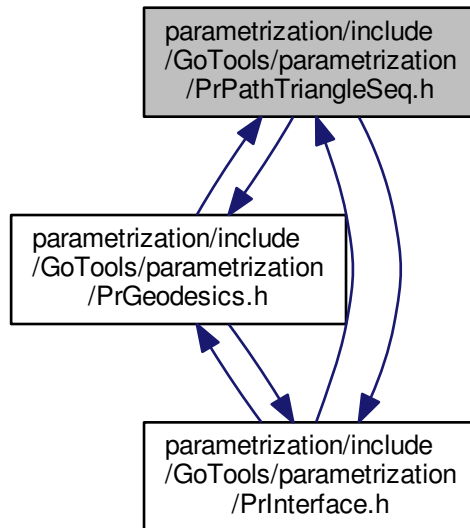 parametrization/include
/GoTools/parametrization
/PrPathTriangleSeq.h
parametrization/include
/GoTools/parametrization
/PrGeodesics.h
parametrization/include
/GoTools/parametrization
/PrInterface.h